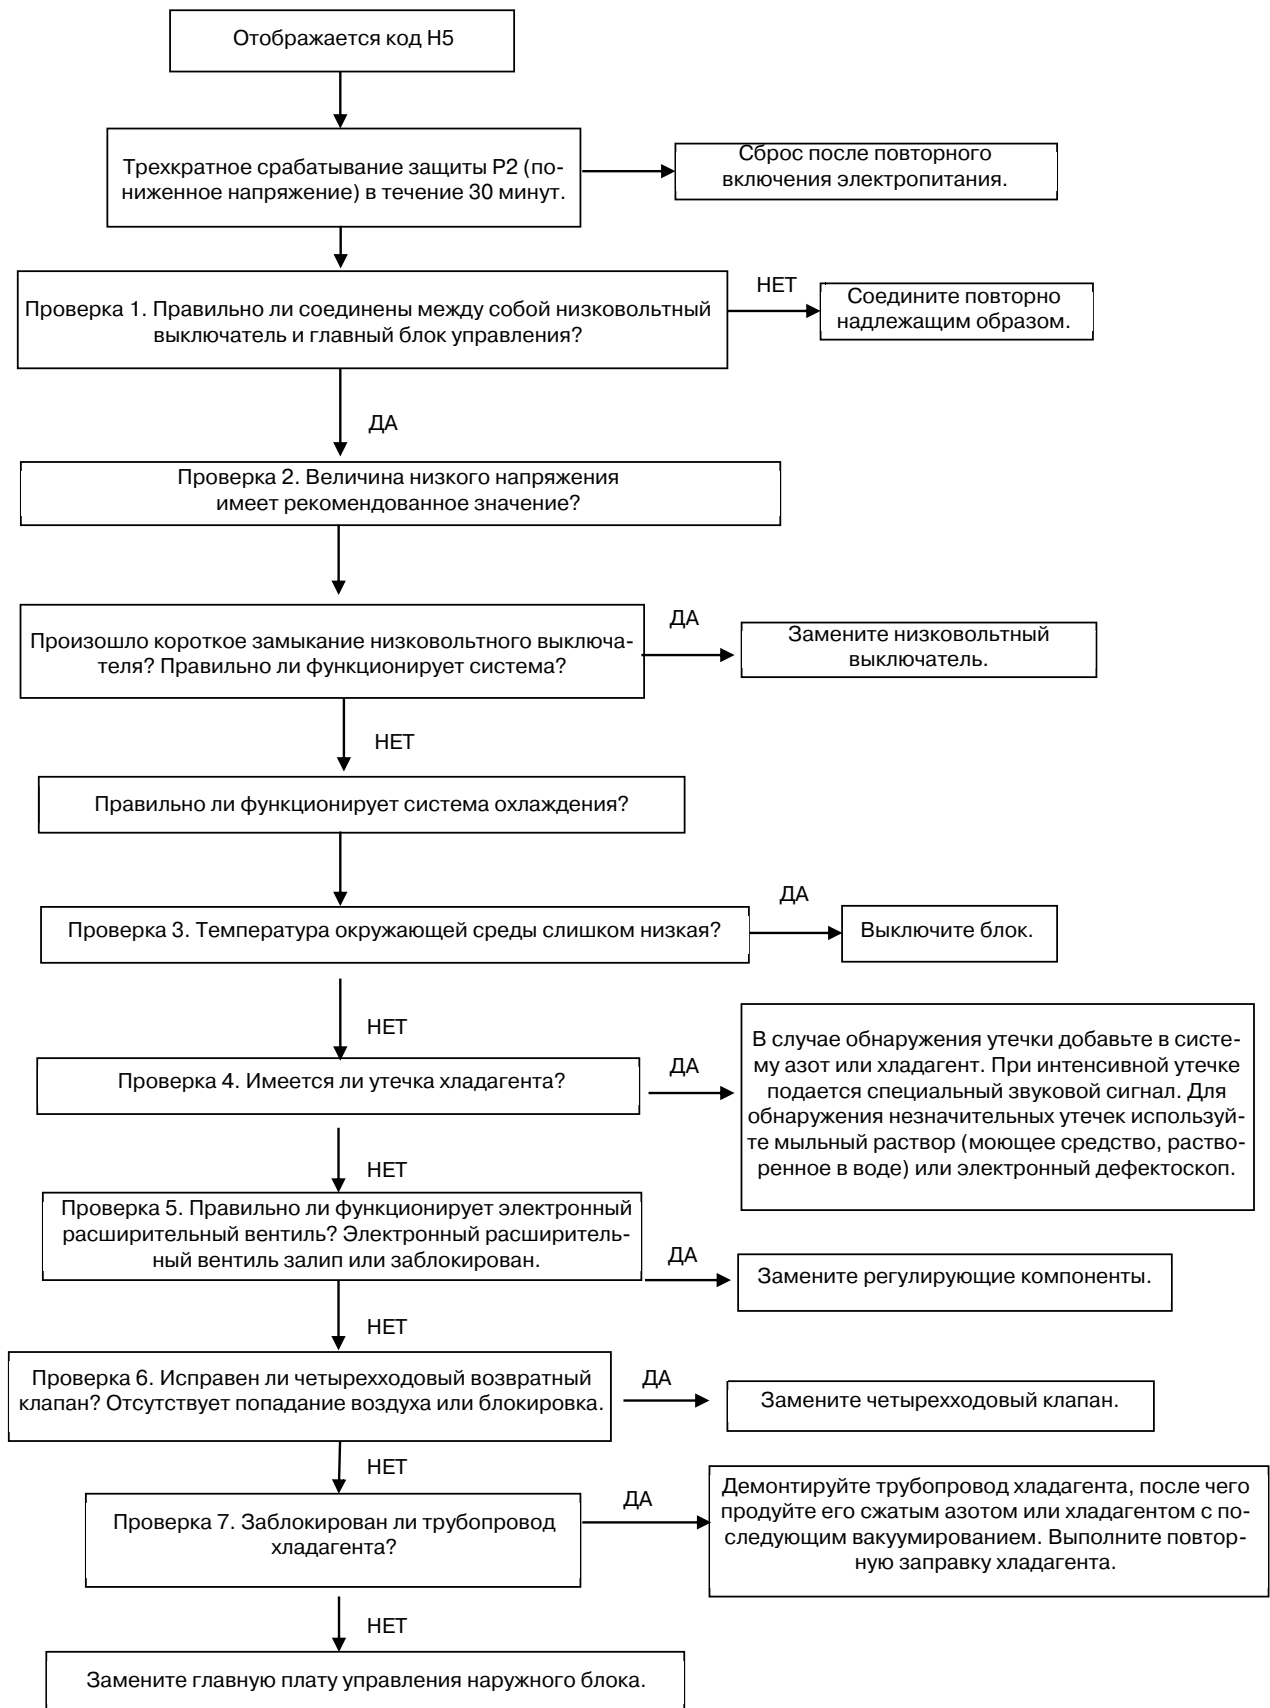 Отображается код H5
Трехкратное срабатывание защиты P2 (по-
ниженное напряжение) в течение 30 минут.
Сброс после повторного
включения электропитания.
Проверка 1. Правильно ли соединены между собой низковольтный
выключатель и главный блок управления?
НЕТ
Соедините повторно
надлежащим образом.
ДА
Проверка 2. Величина низкого напряжения
имеет рекомендованное значение?
Произошло короткое замыкание низковольтного выключа-
теля? Правильно ли функционирует система?
ДА
Замените низковольтный
выключатель.
НЕТ
Правильно ли функционирует система охлаждения?
Проверка 3. Температура окружающей среды слишком низкая?
ДА
Выключите блок.
НЕТ
Проверка 4. Имеется ли утечка хладагента?
ДА
В случае обнаружения утечки добавьте в систе-
му азот или хладагент. При интенсивной утечке
подается специальный звуковой сигнал. Для
обнаружения незначительных утечек используй-
те мыльный раствор (моющее средство, раство-
ренное в воде) или электронный дефектоскоп.
НЕТ
Проверка 5. Правильно ли функционирует электронный
расширительный вентиль? Электронный расширитель-
ный вентиль залип или заблокирован.
ДА
Замените регулирующие компоненты.
НЕТ
Проверка 6. Исправен ли четырехходовый возвратный
клапан? Отсутствует попадание воздуха или блокировка.
ДА
Замените четырехходовый клапан.
НЕТ
Проверка 7. Заблокирован ли трубопровод
хладагента?
ДА
Демонтируйте трубопровод хладагента, после чего
продуйте его сжатым азотом или хладагентом с по-
следующим вакуумированием. Выполните повтор-
ную заправку хладагента.
НЕТ
Замените главную плату управления наружного блока.